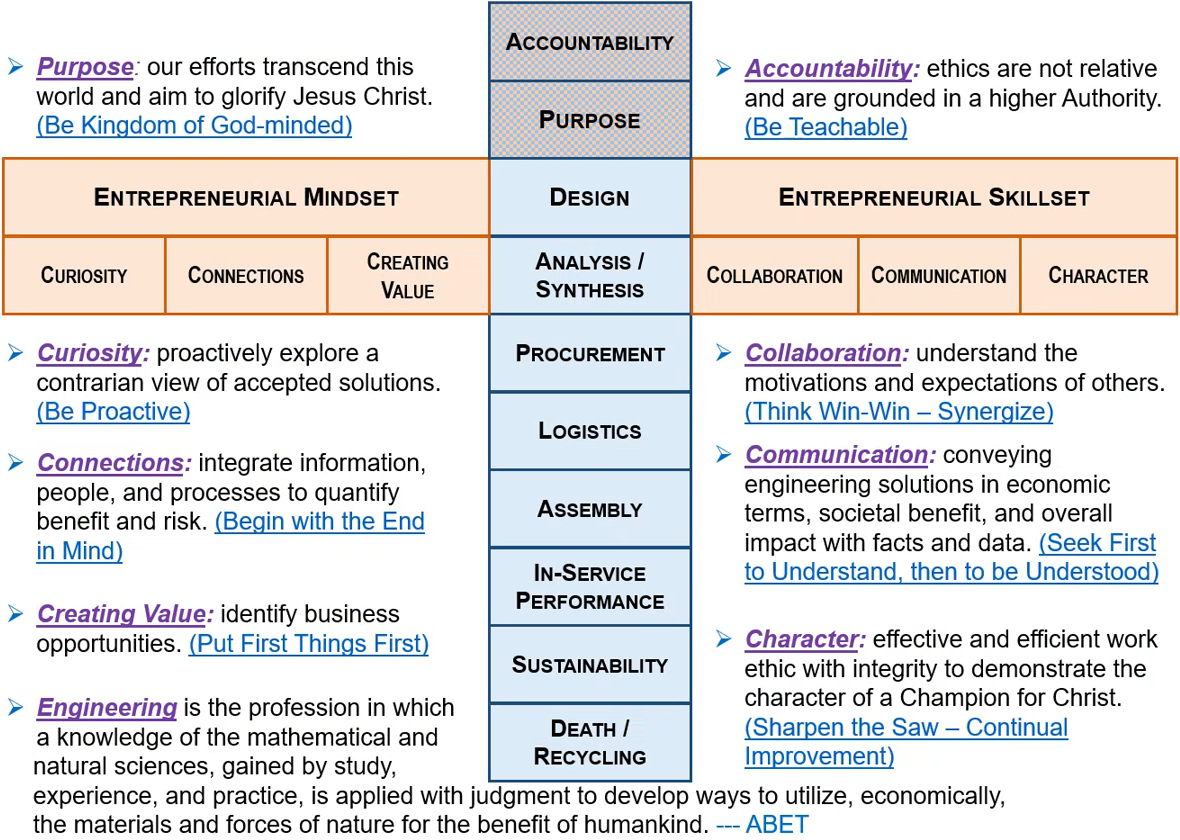 ACCOUNTABILITY
PURPOSE
➢ Purpose: our efforts transcend this
world and aim to glorify Jesus Christ.
(Be Kingdom of God-minded)
➢ Accountability: ethics are not relative
and are grounded in a higher Authority.
(Be Teachable)
ENTREPRENEURIAL MINDSET
DESIGN
ENTREPRENEURIAL SKILLSET
CURIOSITY
CONNECTIONS
CREATING
VALUE
ANALYSIS /
SYNTHESIS
COLLABORATION
COMMUNICATION
CHARACTER
PROCUREMENT
LOGISTICS
ASSEMBLY
IN-SERVICE
PERFORMANCE
SUSTAINABILITY
DEATH /
RECYCLING
➢ Curiosity: proactively explore a
contrarian view of accepted solutions.
(Be Proactive)
➢ Connections: integrate information,
people, and processes to quantify
benefit and risk. (Begin with the End
in Mind)
➢ Creating Value: identify business
opportunities. (Put First Things First)
➢ Engineering is the profession in which
a knowledge of the mathematical and
natural sciences, gained by study,
experience, and practice, is applied with judgment to develop ways to utilize, economically,
the materials and forces of nature for the benefit of humankind. --- ABET
➢ Collaboration: understand the
motivations and expectations of others.
(Think Win-Win – Synergize)
➢ Communication: conveying
engineering solutions in economic
terms, societal benefit, and overall
impact with facts and data. (Seek First
to Understand, then to be Understood)
➢ Character: effective and efficient work
ethic with integrity to demonstrate the
character of a Champion for Christ.
(Sharpen the Saw – Continual
Improvement)